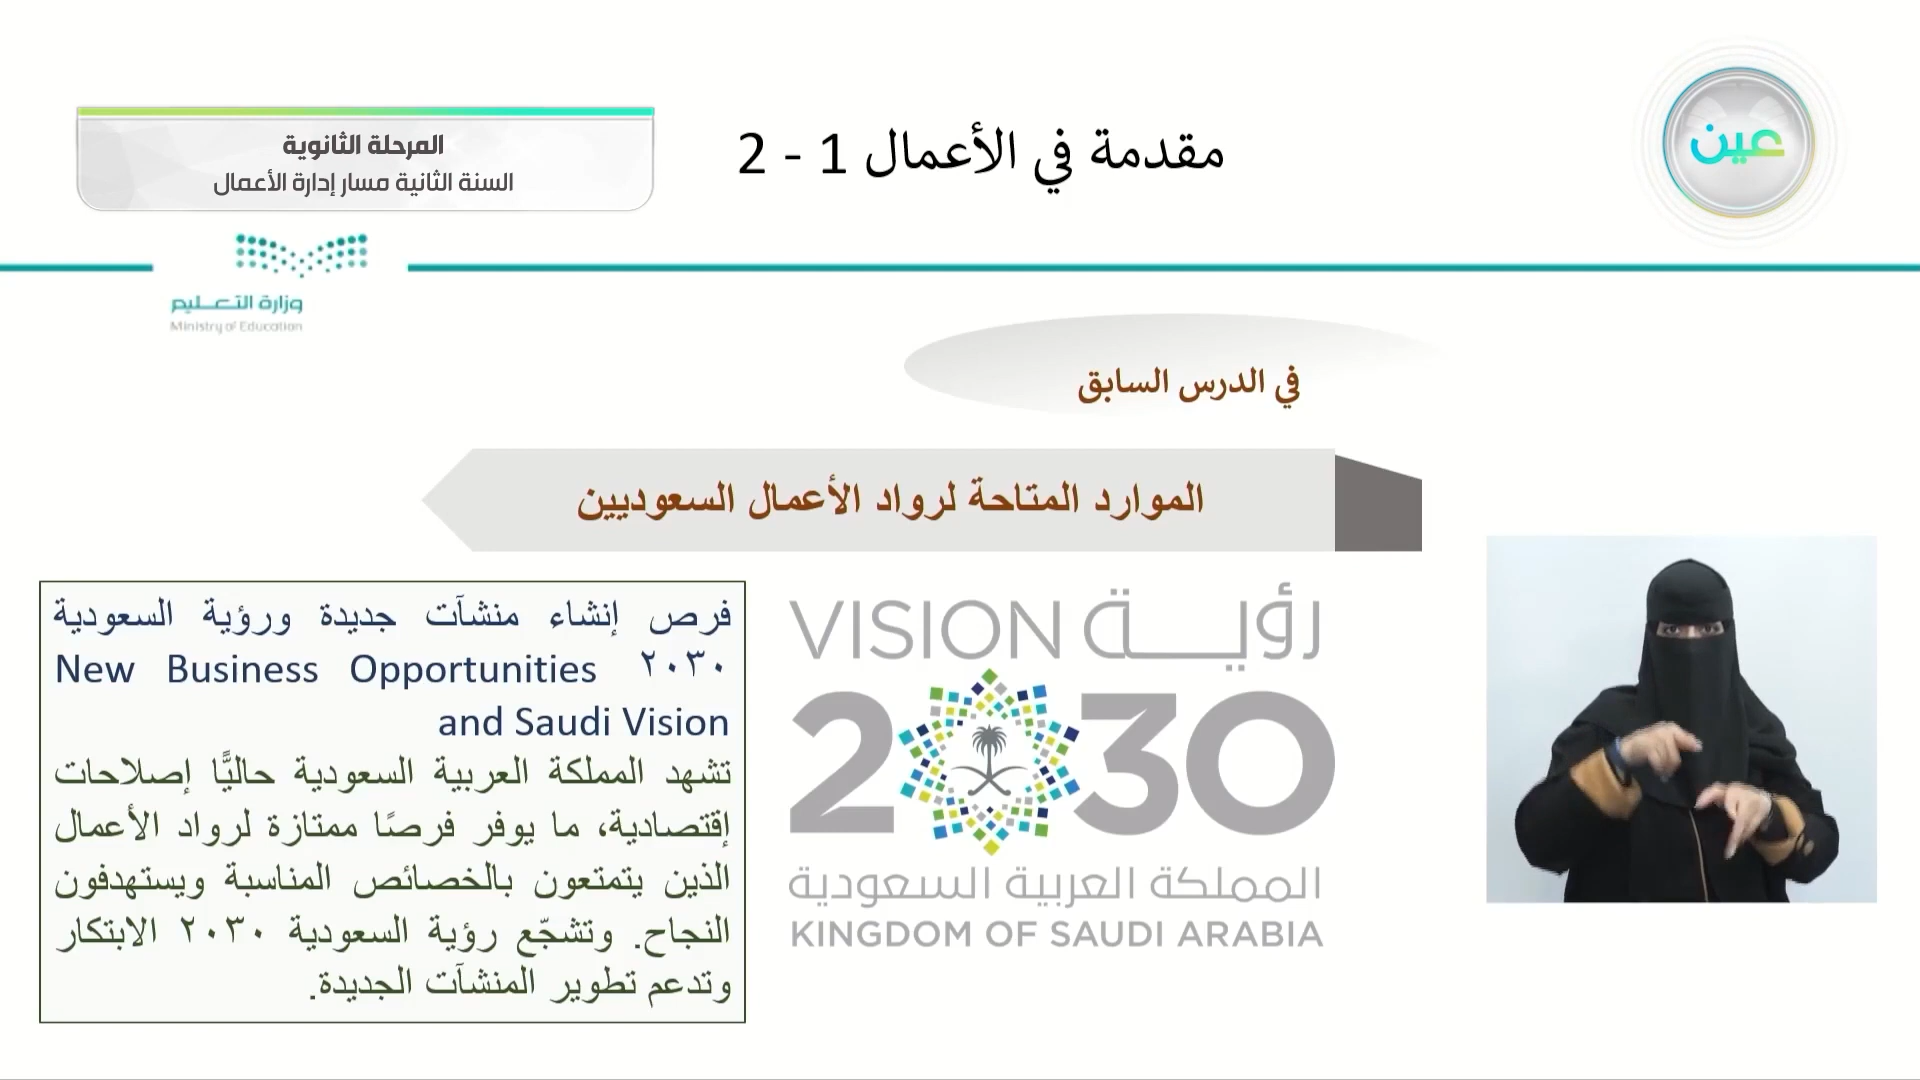 عين
مقدمة في الأعمال 1 - 2
المرحلة الثانوية
السنة الثانية مسار إدارة الأعمال
وزارة التعليم
Ministry of Education
في الدرس السابق
الموارد المتاحة لرواد الأعمال السعوديين
VISION رؤية
2030
المملكة العربية السعودية
KINGDOM OF SAUDI ARABIA
فرص إنشاء منشآت جديدة ورؤية السعودية
٢٠٣٠ New Business Opportunities
and Saudi Vision
تشهد المملكة العربية السعودية حاليًّا إصلاحات
إقتصادية، ما يوفر فرصًا ممتازة لرواد الأعمال
الذين يتمتعون بالخصائص المناسبة ويستهدفون
النجاح. وتشجّع رؤية السعودية ٢٠٣٠ الابتكار
وتدعم تطوير المنشآت الجديدة.